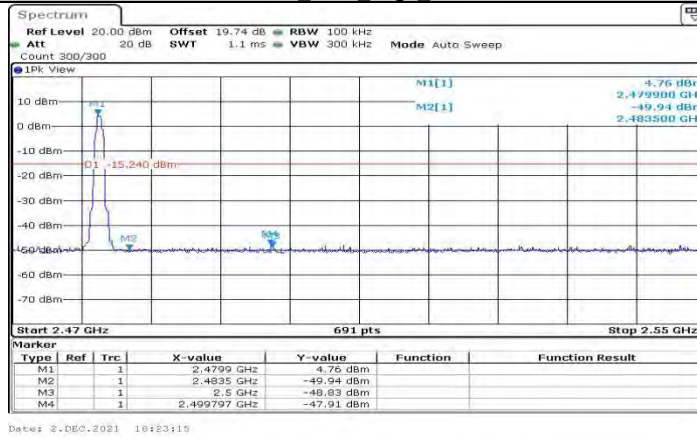 Spectrum
Ref Level 20.00 dBm Offset 19.74 dB RBW 100 kHz
Att 20 dB SWT 1.1 ms VBW 300 kHz Mode Auto Sweep
Count 300/300
1Pk View
M1[1] 4.76 dBm
2.479900 GH
M2[1] -49.94 dBm
2.483500 GH
M1
10 dBm
0 dBm
-10 dBm
D1 -15.240 dBm
-20 dBm
-30 dBm
-40 dBm
M2
-60 dBm
-70 dBm
Start 2.47 GHz 691 pts Stop 2.55 GHz
Marker
Type Ref Trc X-value Y-value Function Function Result
M1 1 2.4799 GHz 4.76 dBm
M2 1 2.4835 GHz -49.94 dBm
M3 1 2.5 GHz -48.83 dBm
M4 1 2.499797 GHz -47.91 dBm
Date: 2.DEC.2021 18:23:15